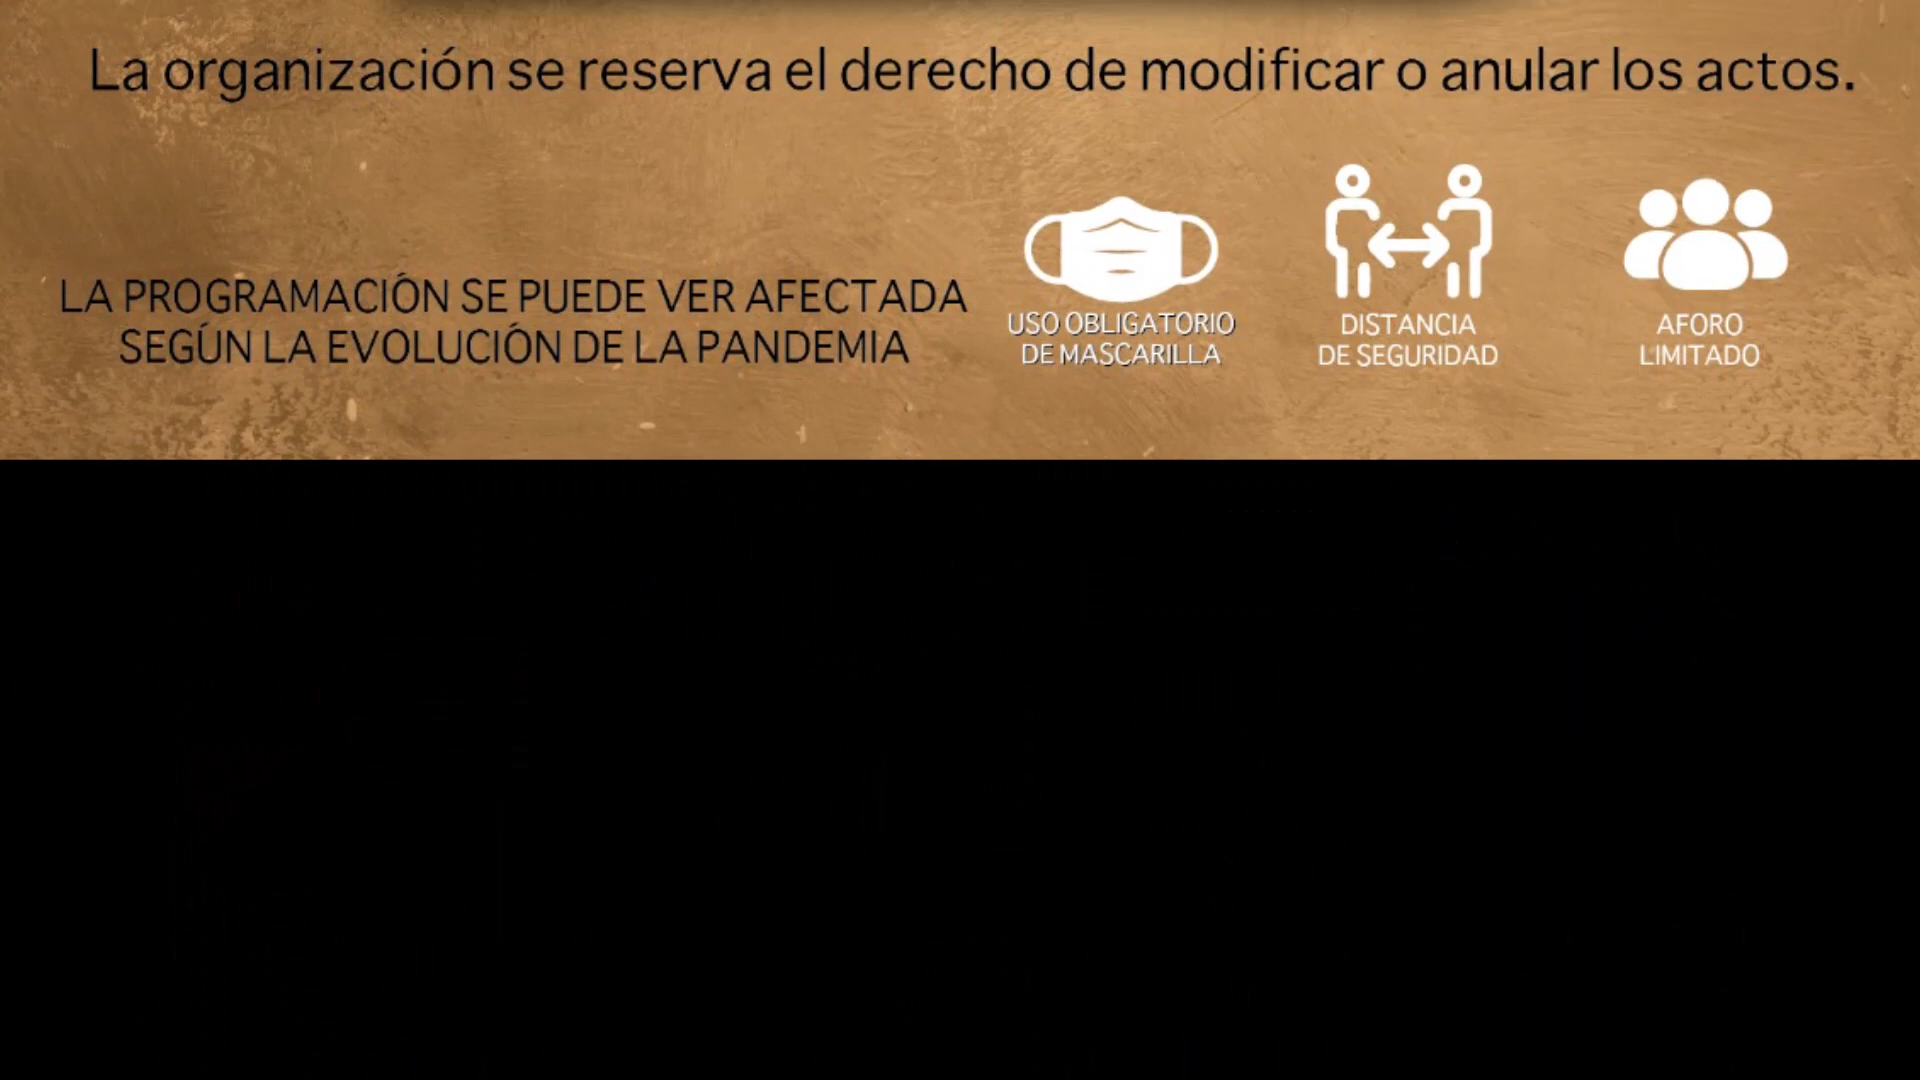 La organización se reserva el derecho de modificar o anular los actos.
LA PROGRAMACIÓN SE PUEDE VER AFECTADA
SEGÚN LA EVOLUCIÓN DE LA PANDEMIA
USO OBLIGATORIO
DE MASCARILLA
DISTANCIA
DE SEGURIDAD
AFORO
LIMITADO